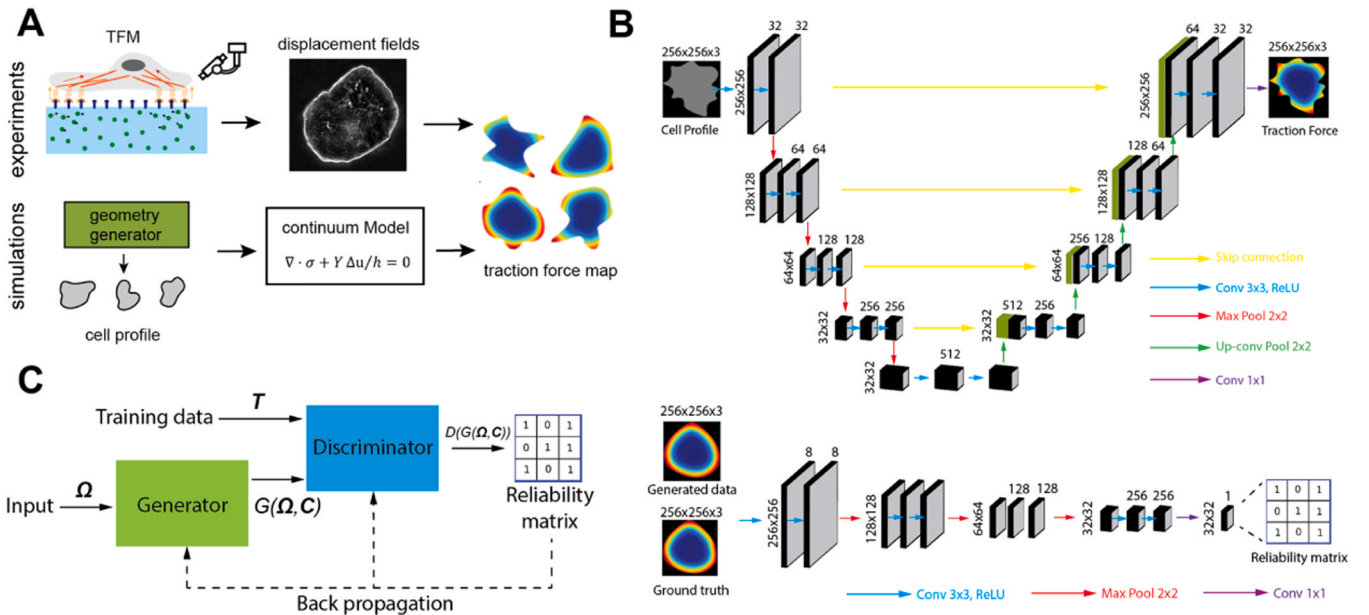 A
experiments
TFM
displacement fields
simulations
geometry
generator
cell profile
continuum Model
∇ · σ + Y Δu/h = 0
traction force map
B
256x256x3
Cell Profile
256x256
32 32
128x128
64 64
64x64
128 128
32x32
256 256
32x32
512
32x32
512 256
64x64
256 128
128x128
128 64
256x256
64 32 32
256x256x3
Traction Force
Skip connection
Conv 3x3, ReLU
Max Pool 2x2
Up-conv Pool 2x2
Conv 1x1
256x256x3
Generated data
256x256x3
Ground truth
256x256
8 8
128x128
64x64
128 128
32x32
256 256
32x32
1
1 0 1
0 1 1
1 0 1
Reliability matrix
Conv 3x3, ReLU
Max Pool 2x2
Conv 1x1
C
Training data
T
Discriminator
D(G(Ω,C))
1 0 1
0 1 1
1 0 1
Reliability
matrix
Input
Ω
Generator
G(Ω,C)
Back propagation